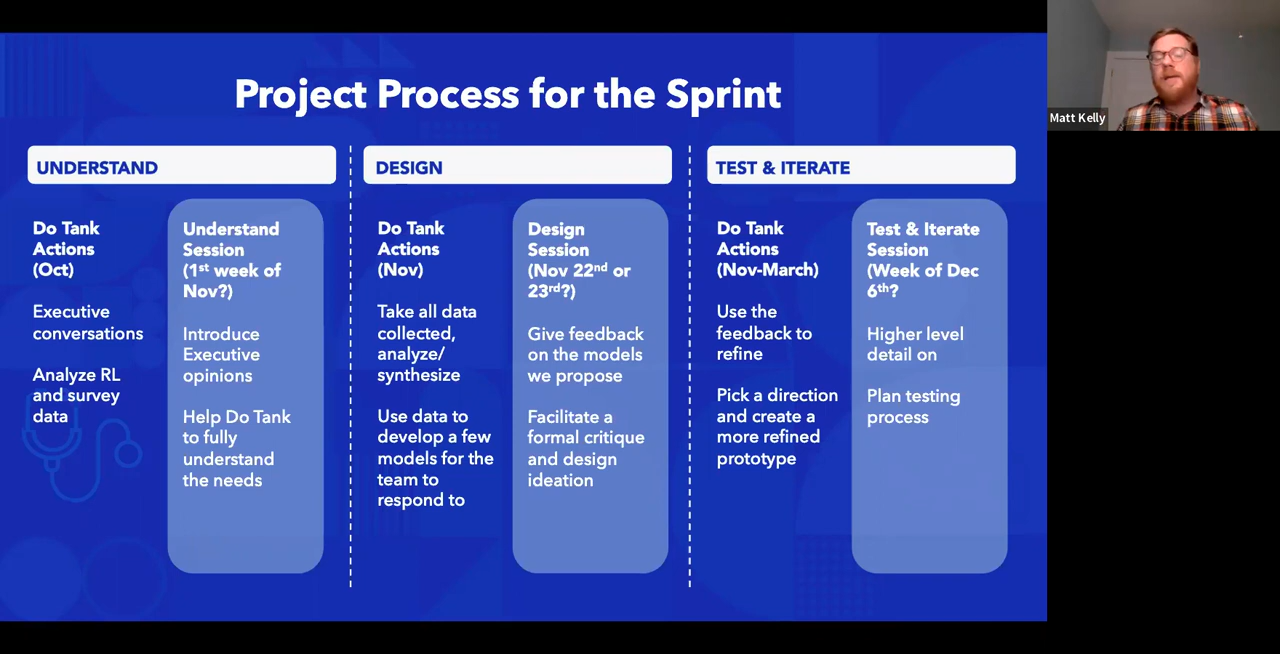 Project Process for the Sprint
UNDERSTAND
Do Tank
Actions
(Oct)
Executive
conversations
Analyze RL
and survey
data
Understand
Session
(1st week of
Nov?)
Introduce
Executive
opinions
Help Do Tank
to fully
understand
the needs
DESIGN
Do Tank
Actions
(Nov)
Take all data
collected,
analyze/
synthesize
Use data to
develop a few
models for the
team to
respond to
Design
Session
(Nov 22nd or
23rd?)
Give feedback
on the models
we propose
Facilitate a
formal critique
and design
ideation
TEST & ITERATE
Do Tank
Actions
(Nov-March)
Use the
feedback to
refine
Pick a direction
and create a
more refined
prototype
Test & Iterate
Session
(Week of Dec
6th?
Higher level
detail on
Plan testing
process
Matt Kelly